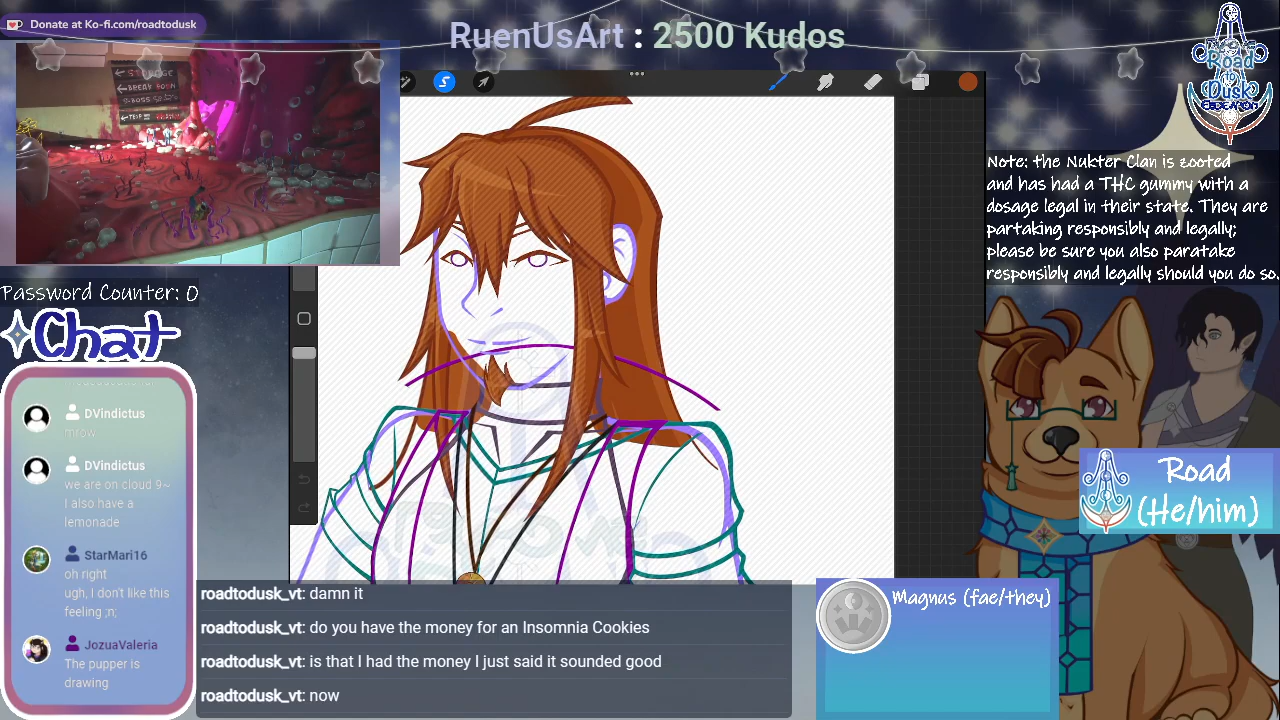 Donate at Ko-fi.com/roadtodusk
RuenUsArt : 2500 Kudos
Road
to
Dusk
BREAK ROOM
Note: the Nukter Clan is zooted
and has had a THC gummy with a
dosage legal in their state. They are
partaking responsibly and legally;
please be sure you also paratake
responsibly and legally should you do so.
Password Counter: 0
Chat
DVindictus
mrow
DVindictus
we are on cloud 9~
I also have a
lemonade
StarMari16
oh right
ugh, I don't like this
feeling ;n;
JozuaValeria
The pupper is
drawing
roadtodusk_vt: damn it
roadtodusk_vt: do you have the money for an Insomnia Cookies
roadtodusk_vt: is that I had the money I just said it sounded good
roadtodusk_vt: now
Road
(He/him)
Magnus (fae/they)